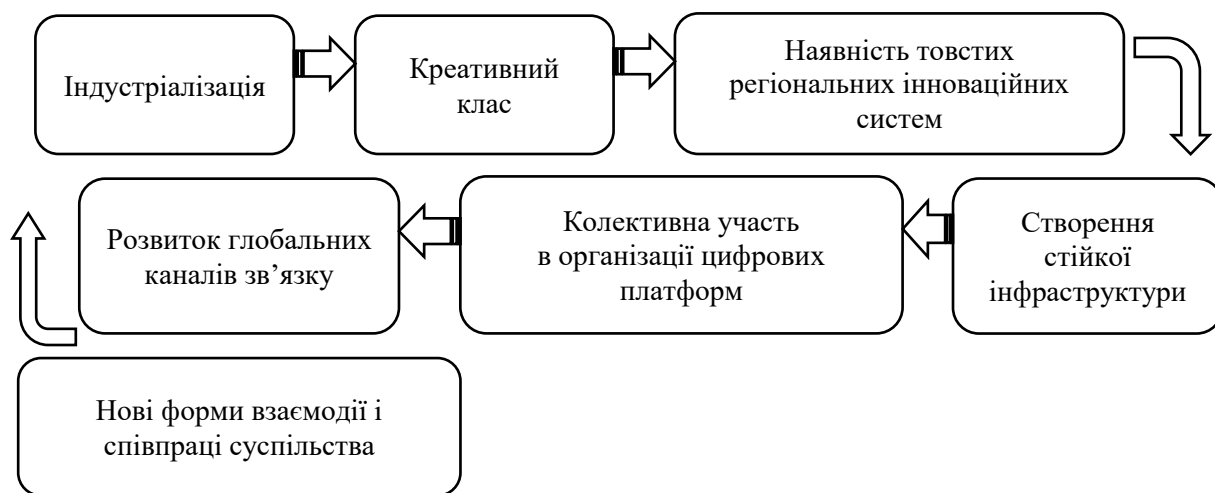 Індустріалізація
Креативний
клас
Наявність товстих
регіональних інноваційних
систем
Розвиток глобальних
каналів зв’язку
Колективна участь
в організації цифрових
платформ
Створення
стійкої
інфраструктури
Нові форми взаємодії і
співпраці суспільства